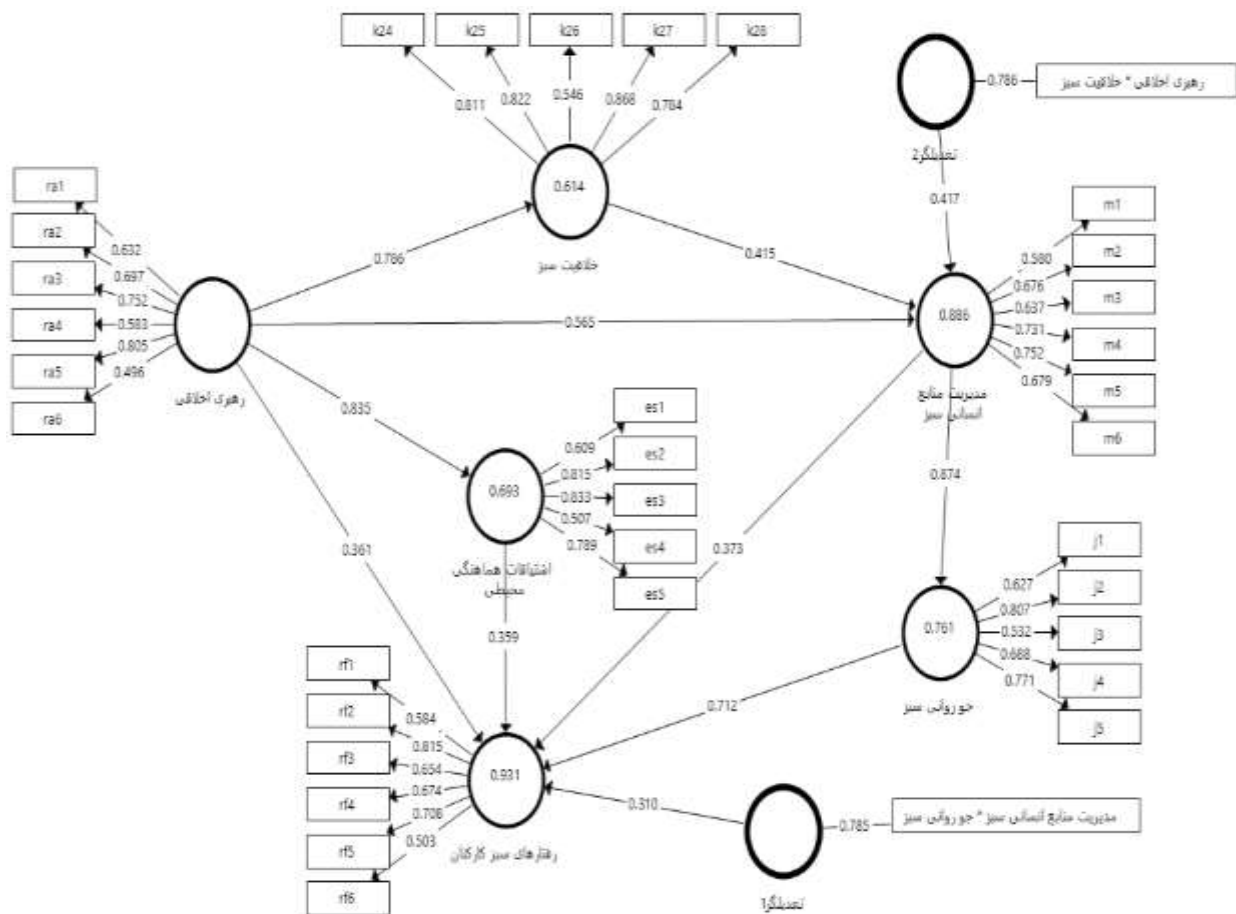 k24
k25
k26
k27
k28
0.811
0.822
0.546
0.868
0.784
0.614
خلاقیت سبز
0.786
رهبری اخلاقی * خلاقیت سبز
تعدیلگر2
0.417
ra1
ra2
ra3
ra4
ra5
ra6
0.632
0.697
0.752
0.583
0.805
0.496
رهبری اخلاقی
0.786
0.415
0.565
0.835
0.361
m1
m2
m3
m4
m5
m6
0.580
0.676
0.637
0.731
0.752
0.679
0.886
مدیریت منابع
انسانی سبز
0.874
0.373
es1
es2
es3
es4
es5
0.609
0.815
0.833
0.507
0.789
0.693
اشتیاقات هماهنگی
محیطی
0.359
j1
j2
j3
j4
j5
0.627
0.807
0.532
0.688
0.771
0.761
جو روانی سبز
0.712
rf1
rf2
rf3
rf4
rf5
rf6
0.584
0.815
0.654
0.674
0.708
0.503
0.931
رفتارهای سبز کارکنان
0.310
0.785
مدیریت منابع انسانی سبز * جو روانی سبز
تعدیلگر1